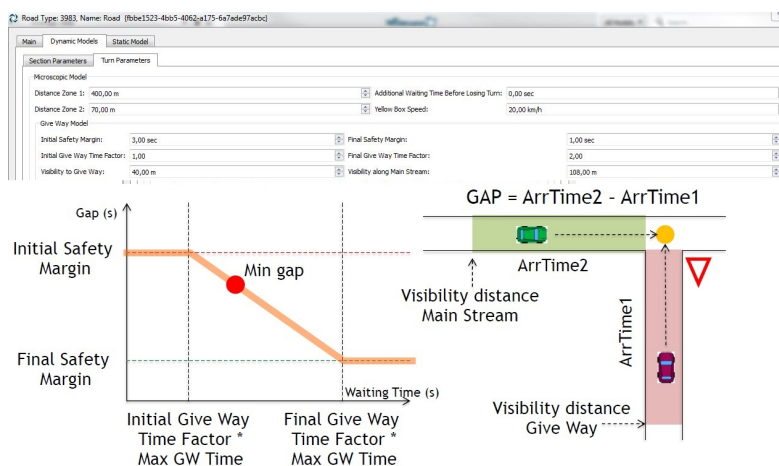 Road Type: 3983, Name: Road (fbbe1523-4bb5-4062-a175-6a7ade97acbc)
Main Dynamic Models Static Model
Section Parameters Turn Parameters
Microscopic Model
Distance Zone 1: 400,00 m Additional Waiting Time Before Losing Turn: 0,00 sec
Distance Zone 2: 70,00 m Yellow Box Speed: 20,00 km/h
Give Way Model
Initial Safety Margin: 3,00 sec Final Safety Margin: 1,00 sec
Initial Give Way Time Factor: 1,00 Final Give Way Time Factor: 2,00
Visibility to Give Way: 40,00 m Visibility along Main Stream: 108,00 m
Gap (s)
Initial Safety
Margin
Min gap
Final Safety
Margin
Waiting Time (s)
Initial Give Way
Time Factor *
Max GW Time
Final Give Way
Time Factor *
Max GW Time
GAP = ArrTime2 - ArrTime1
ArrTime2
Visibility distance
Main Stream
ArrTime1
Visibility distance
Give Way